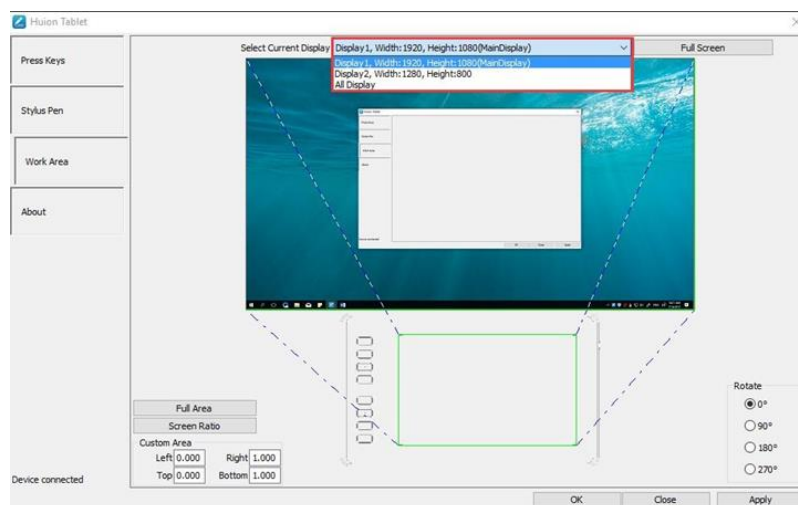 Huion Tablet
Press Keys
Stylus Pen
Work Area
About
Device connected
Select Current Display
Display1, Width:1920, Height:1080(MainDisplay)
Display1, Width:1920, Height:1080(MainDisplay)
Display2, Width:1280, Height:800
All Display
Full Screen
Full Area
Screen Ratio
Custom Area
Left 0.000 Right 1.000
Top 0.000 Bottom 1.000
Rotate
0°
90°
180°
270°
OK Close Apply